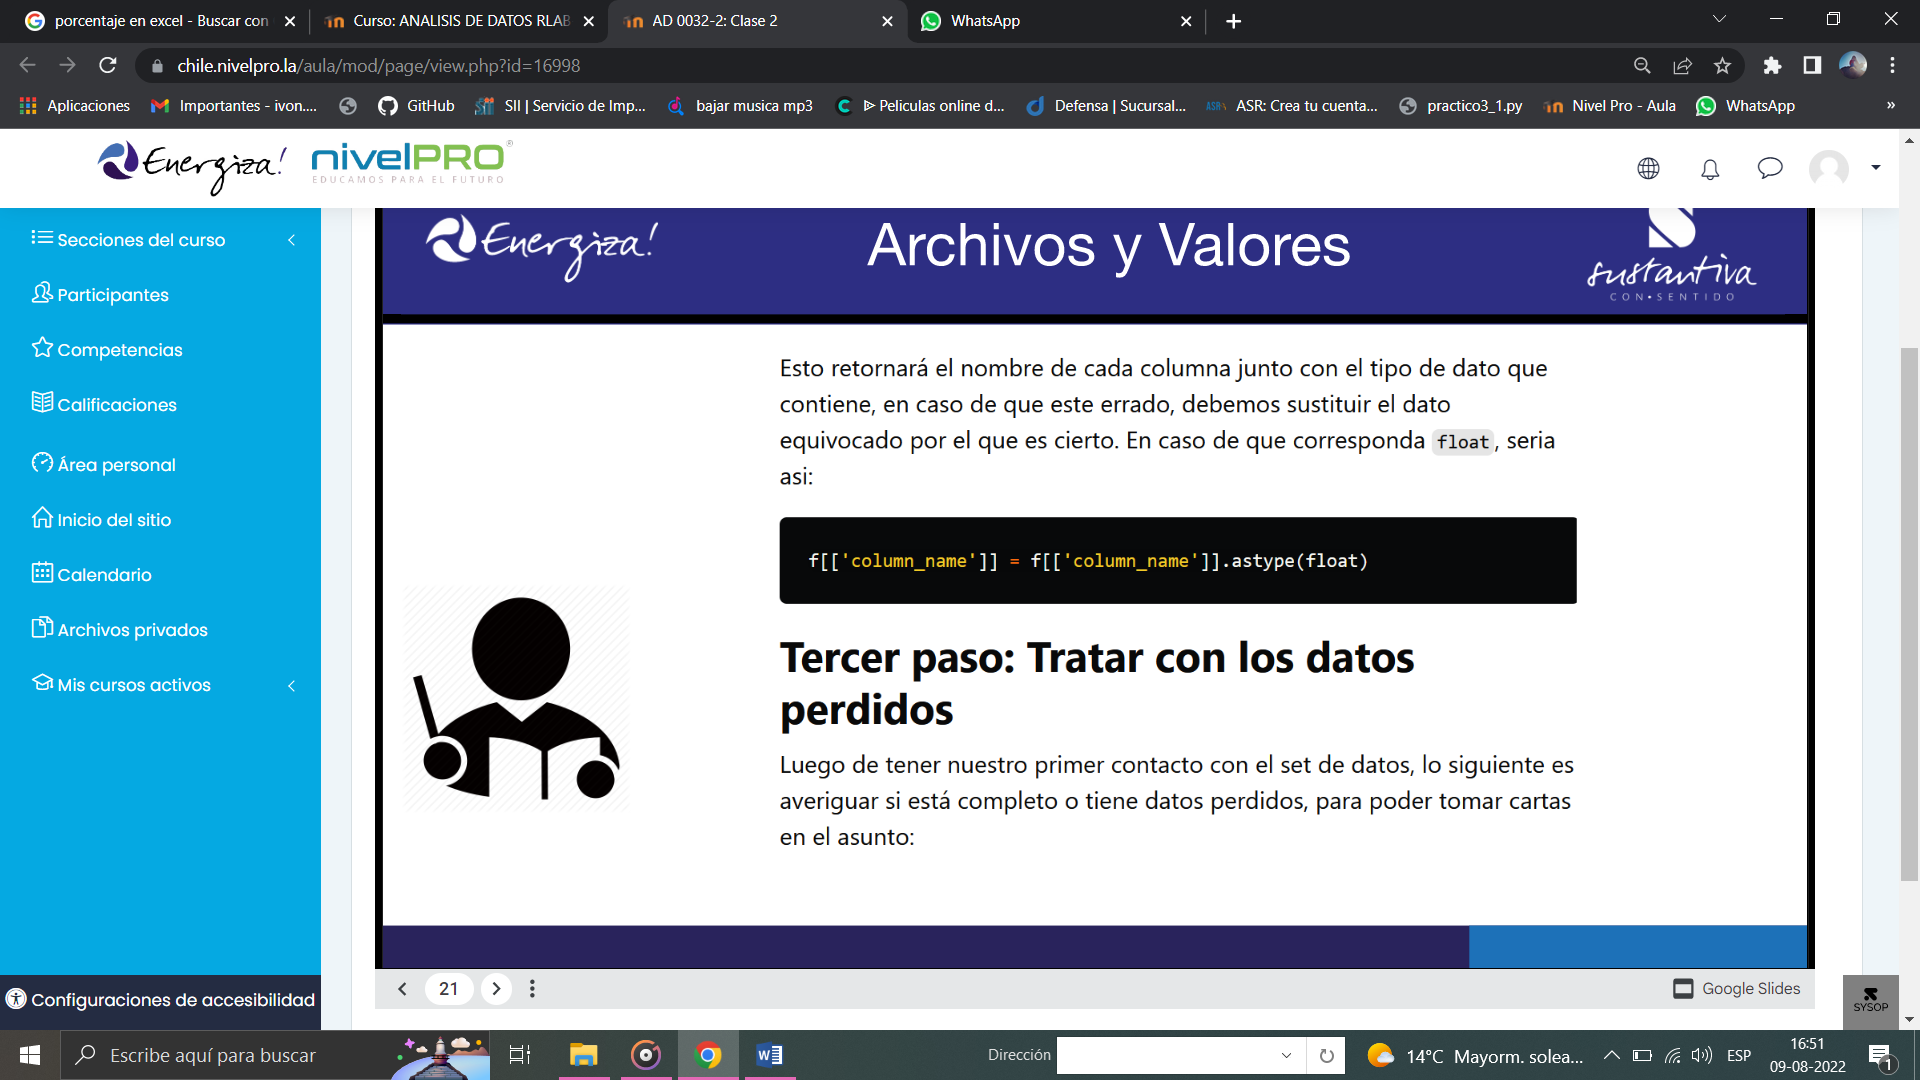 porcentaje en excel - Buscar con
Curso: ANALISIS DE DATOS RLAB
AD 0032-2: Clase 2
WhatsApp
chile.nivelpro.la/aula/mod/page/view.php?id=16998
Aplicaciones
Importantes - ivon....
GitHub
SII | Servicio de Imp...
bajar musica mp3
ᐅ Peliculas online d...
Defensa | Sucursal...
ASR: Crea tu cuenta...
practico3_1.py
Nivel Pro - Aula
WhatsApp
»
Energiza!
nivelPRO®
EDUCAMOS PARA EL FUTURO
Secciones del curso
Participantes
Competencias
Calificaciones
Área personal
Inicio del sitio
Calendario
Archivos privados
Mis cursos activos
Configuraciones de accesibilidad
Energiza!
Archivos y Valores
S
sustantiva
CON•SENTIDO
Esto retornará el nombre de cada columna junto con el tipo de dato que
contiene, en caso de que este errado, debemos sustituir el dato
equivocado por el que es cierto. En caso de que corresponda float, seria
asi:
f[['column_name']] = f[['column_name']].astype(float)
Tercer paso: Tratar con los datos
perdidos
Luego de tener nuestro primer contacto con el set de datos, lo siguiente es
averiguar si está completo o tiene datos perdidos, para poder tomar cartas
en el asunto:
21
Google Slides
SYSOP
Escribe aquí para buscar
Dirección
14°C Mayorm. solea...
ESP
16:51
09-08-2022
1